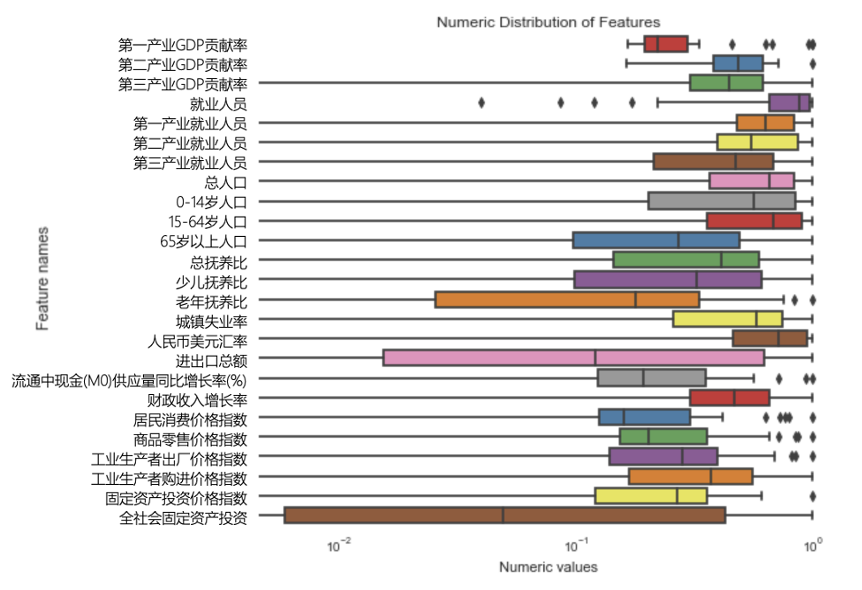 Numeric Distribution of Features
第一产业GDP贡献率
第二产业GDP贡献率
第三产业GDP贡献率
就业人员
第一产业就业人员
第二产业就业人员
第三产业就业人员
总人口
0-14岁人口
15-64岁人口
65岁以上人口
总抚养比
少儿抚养比
老年抚养比
城镇失业率
人民币美元汇率
进出口总额
流通中现金(M0)供应量同比增长率(%)
财政收入增长率
居民消费价格指数
商品零售价格指数
工业生产者出厂价格指数
工业生产者购进价格指数
固定资产投资价格指数
全社会固定资产投资
Feature names
10⁻² 10⁻¹ 10⁰
Numeric values